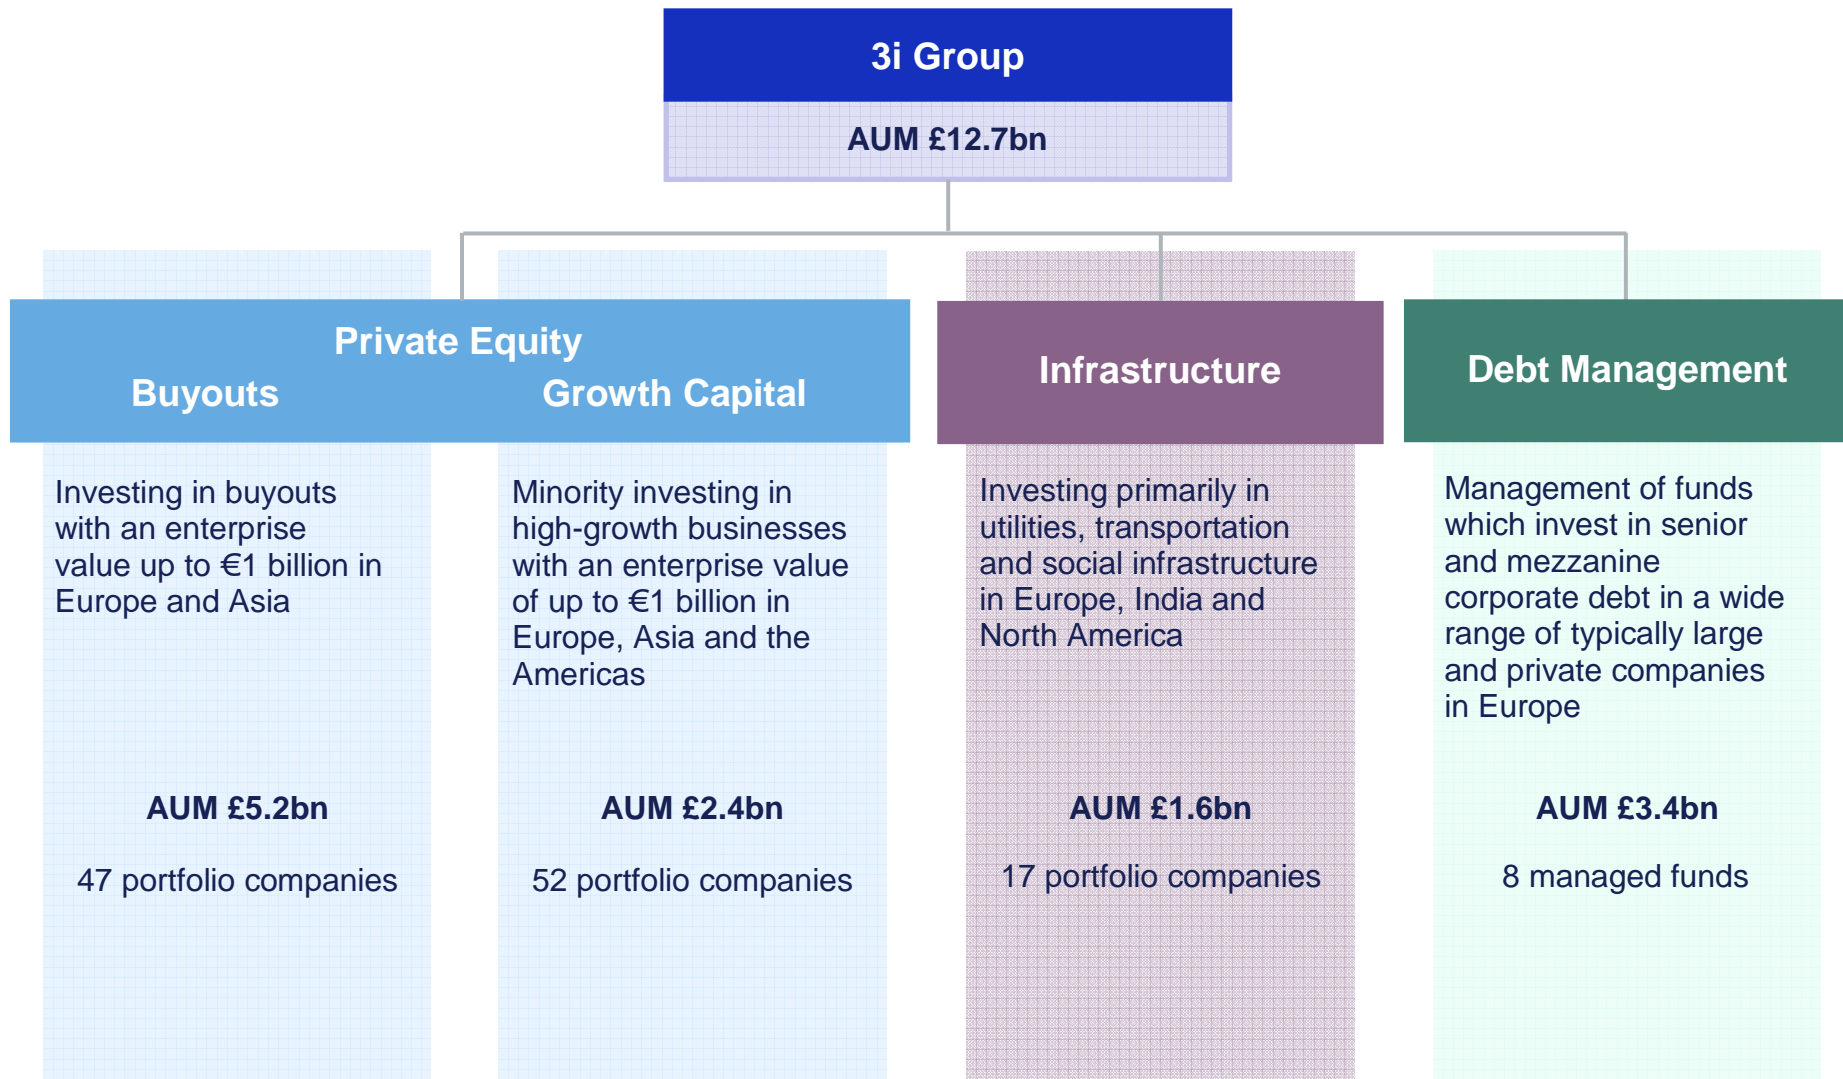 3i Group
AUM £12.7bn
Private Equity
Buyouts
Growth Capital
Infrastructure
Debt Management
Investing in buyouts
with an enterprise
value up to €1 billion in
Europe and Asia
AUM £5.2bn
47 portfolio companies
Minority investing in
high-growth businesses
with an enterprise value
of up to €1 billion in
Europe, Asia and the
Americas
AUM £2.4bn
52 portfolio companies
Investing primarily in
utilities, transportation
and social infrastructure
in Europe, India and
North America
AUM £1.6bn
17 portfolio companies
Management of funds
which invest in senior
and mezzanine
corporate debt in a wide
range of typically large
and private companies
in Europe
AUM £3.4bn
8 managed funds